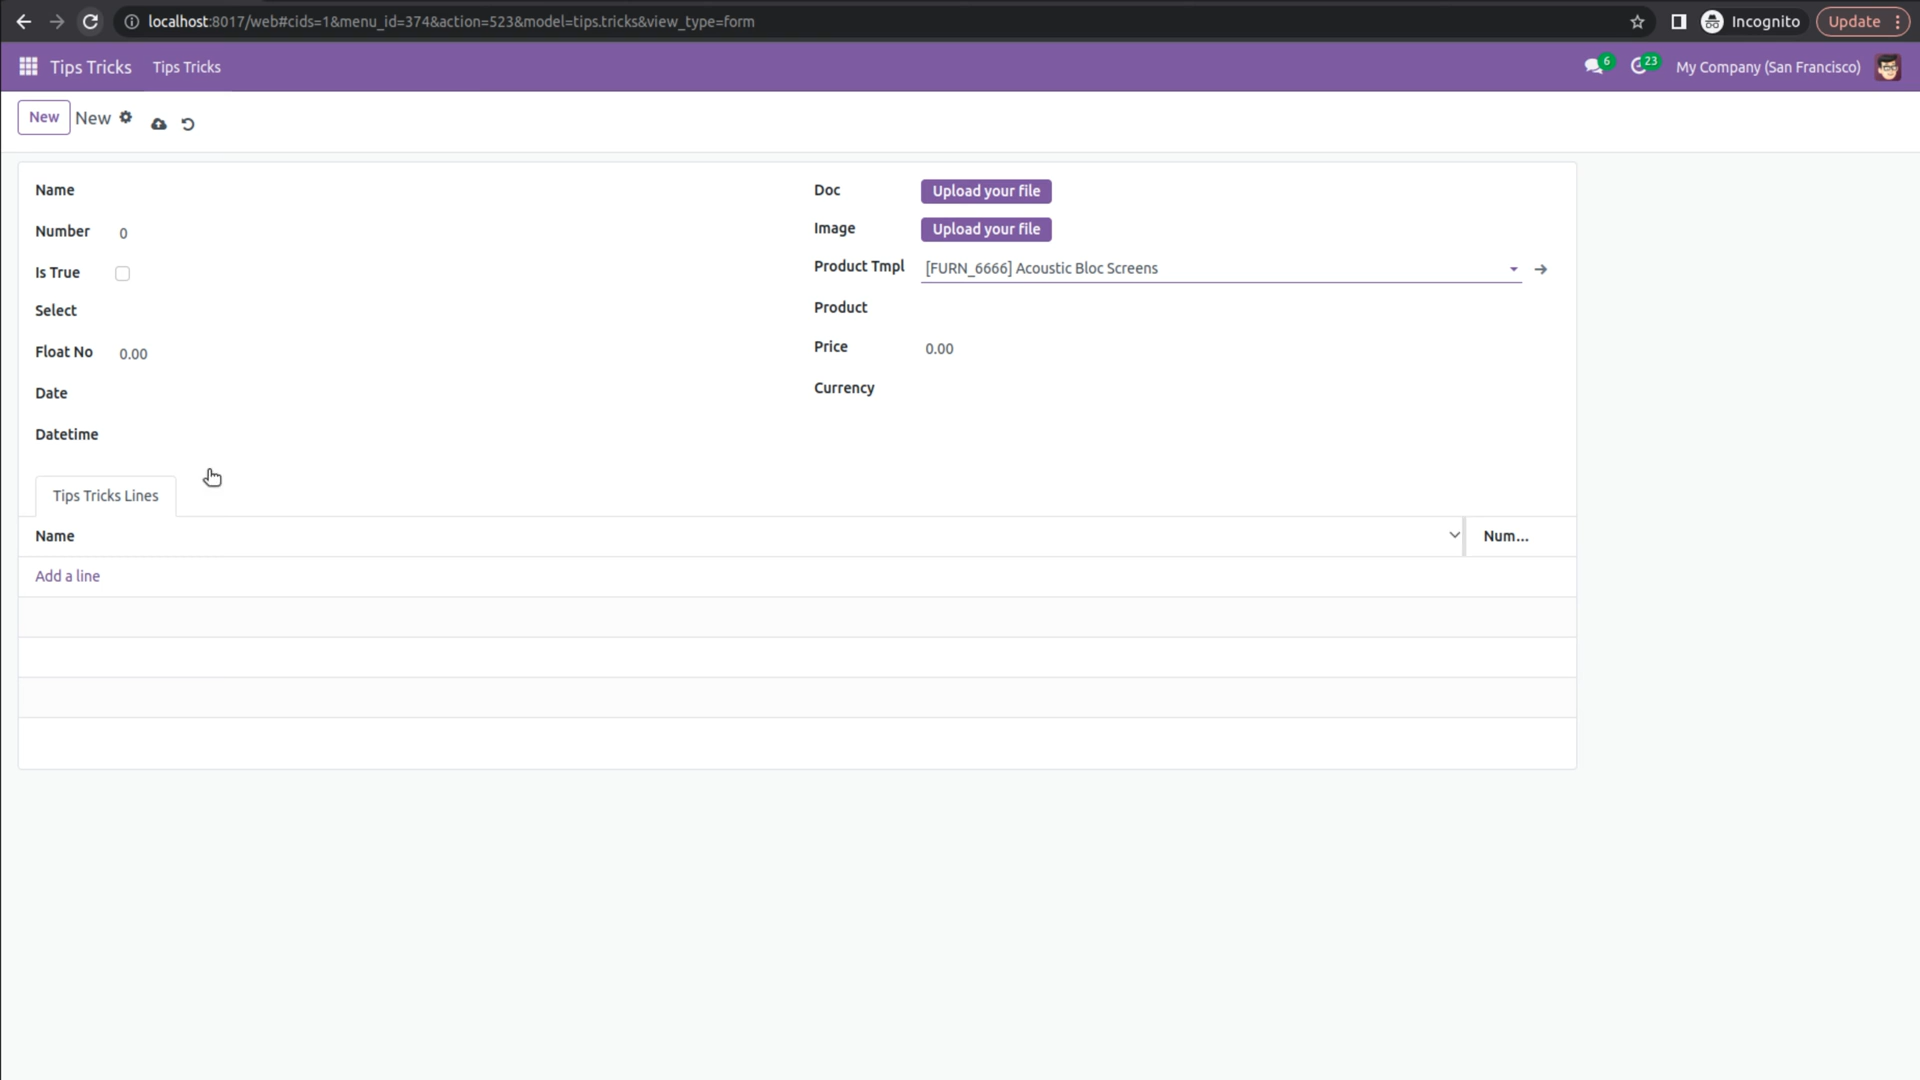 localhost:8017/web#cids=1&menu_id=374&action=523&model=tips.tricks&view_type=form
Incognito
Update
Tips Tricks
Tips Tricks
6
23
My Company (San Francisco)
New
New
Name
Number 0
Is True
Select
Float No 0.00
Date
Datetime
Doc Upload your file
Image Upload your file
Product Tmpl [FURN_6666] Acoustic Bloc Screens
Product
Price 0.00
Currency
Tips Tricks Lines
Name Num...
Add a line